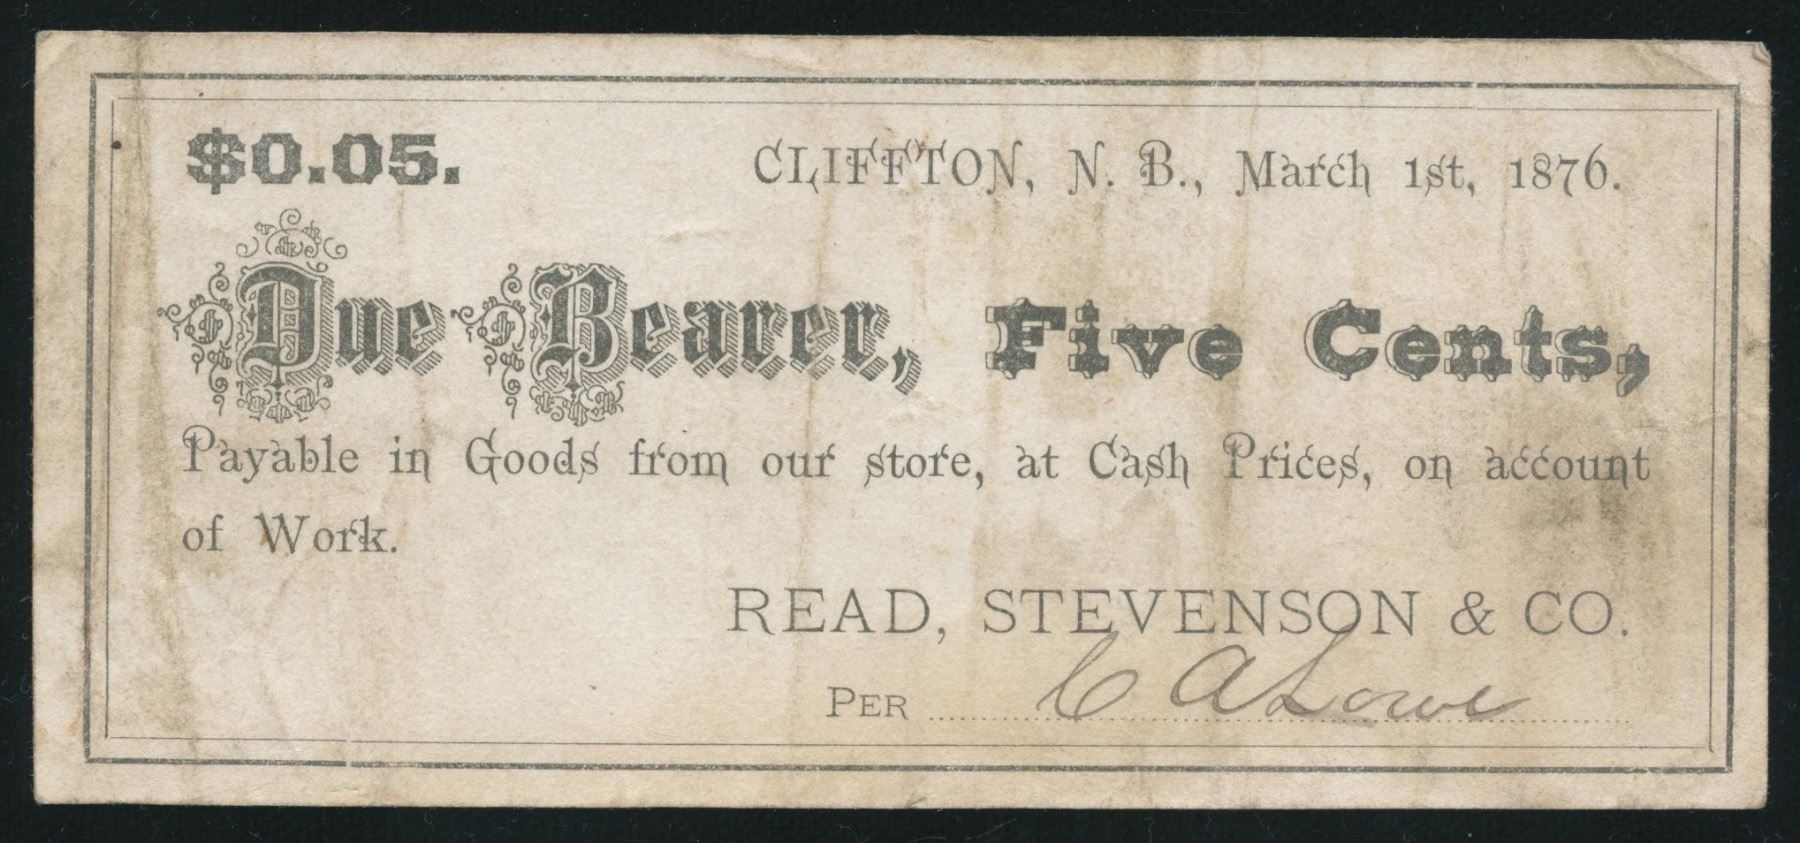 $0.05.
CLIFFTON, N. B., March 1st, 1876.
Due Bearer, Five Cents,
Payable in Goods from our store, at Cash Prices, on account
of Work.
READ, STEVENSON & CO.
PER C A Lowe